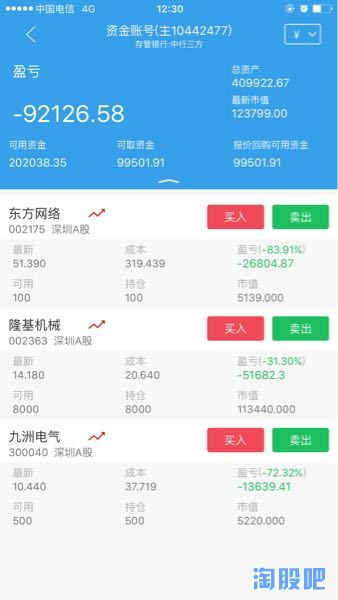 中国电信 4G 12:30
资金账号(主10442477)
存管银行:中行三方
¥
盈亏
-92126.58
总资产
409922.67
最新市值
123799.00
可用资金 可取资金 报价回购可用资金
202038.35 99501.91 99501.91
东方网络 买入 卖出
002175 深圳A股
最新 成本 盈亏(-83.91%)
51.390 319.439 -26804.87
可用 持仓 市值
100 100 5139.000
隆基机械 买入 卖出
002363 深圳A股
最新 成本 盈亏(-31.30%)
14.180 20.640 -51682.3
可用 持仓 市值
8000 8000 113440.000
九洲电气 买入 卖出
300040 深圳A股
最新 成本 盈亏(-72.32%)
10.440 37.719 -13639.41
可用 持仓 市值
500 500 5220.000
淘股吧